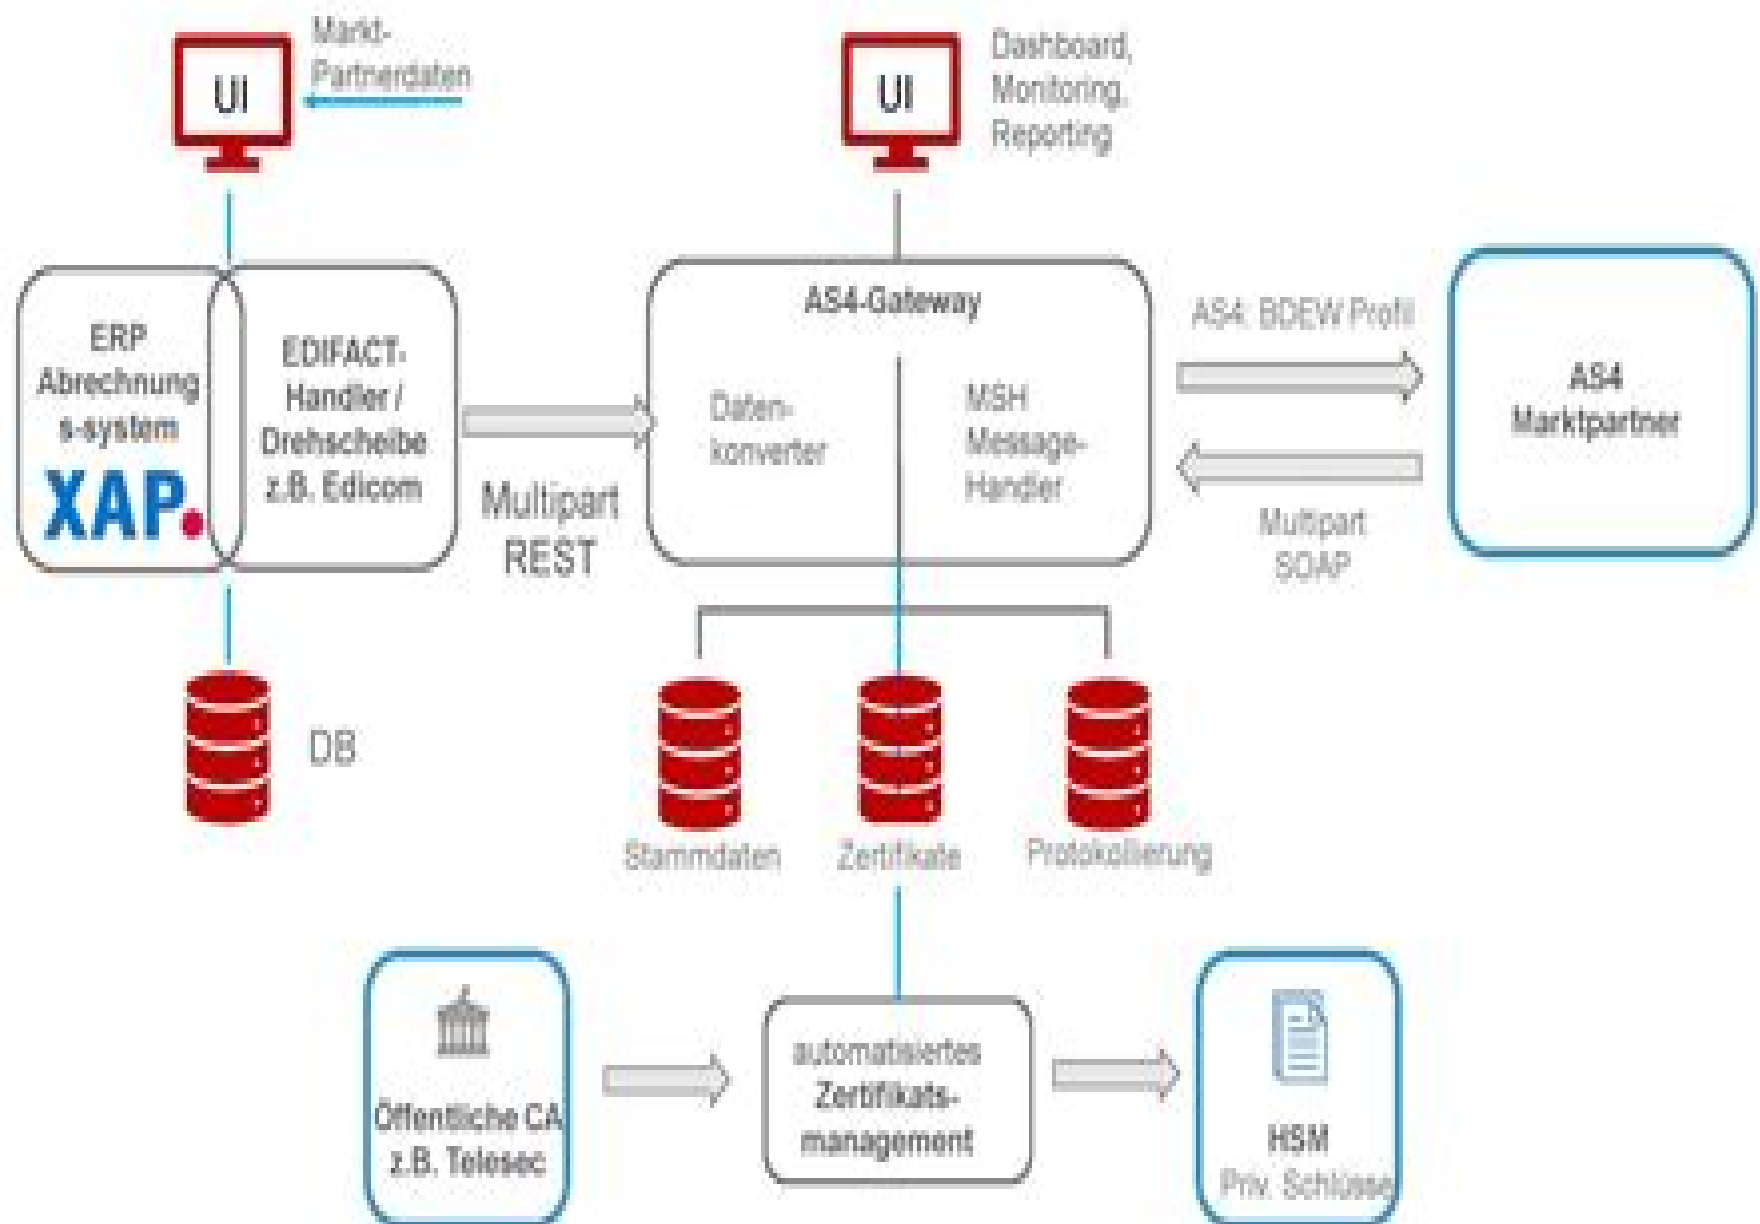 UI
Markt-
Partnerdaten
UI
Dashboard,
Monitoring,
Reporting
ERP
Abrechnung
s-system
XAP.
EDIFACT-
Handler /
Drehscheibe
z.B. Edicom
Multipart
REST
AS4-Gateway
Daten-
konverter
MSH
Message-
Handler
AS4: BDEW Profil
Multipart
SOAP
AS4
Marktpartner
DB
Stammdaten
Zertifikate
Protokollierung
Öffentliche CA
z.B. Telesec
automatisiertes
Zertifikats-
management
HSM
Priv. Schlüsse